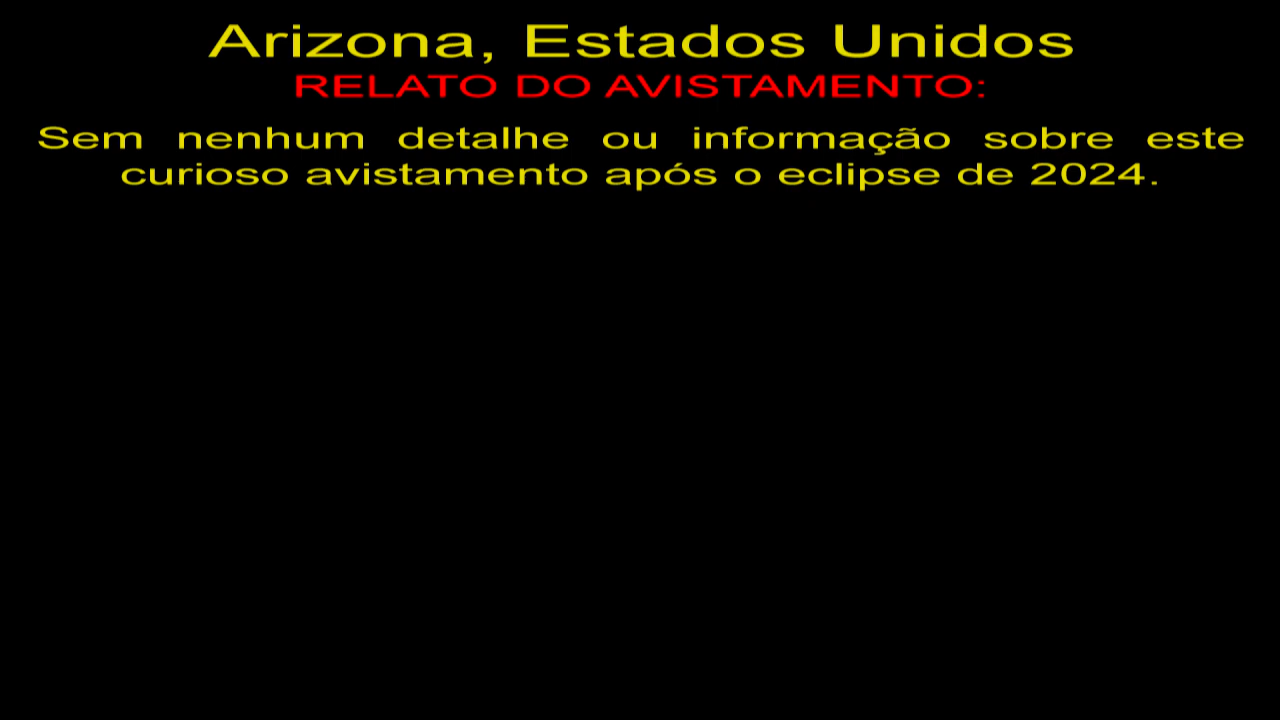 Arizona, Estados Unidos
RELATO DO AVISTAMENTO:
Sem nenhum detalhe ou informação sobre este
curioso avistamento após o eclipse de 2024.